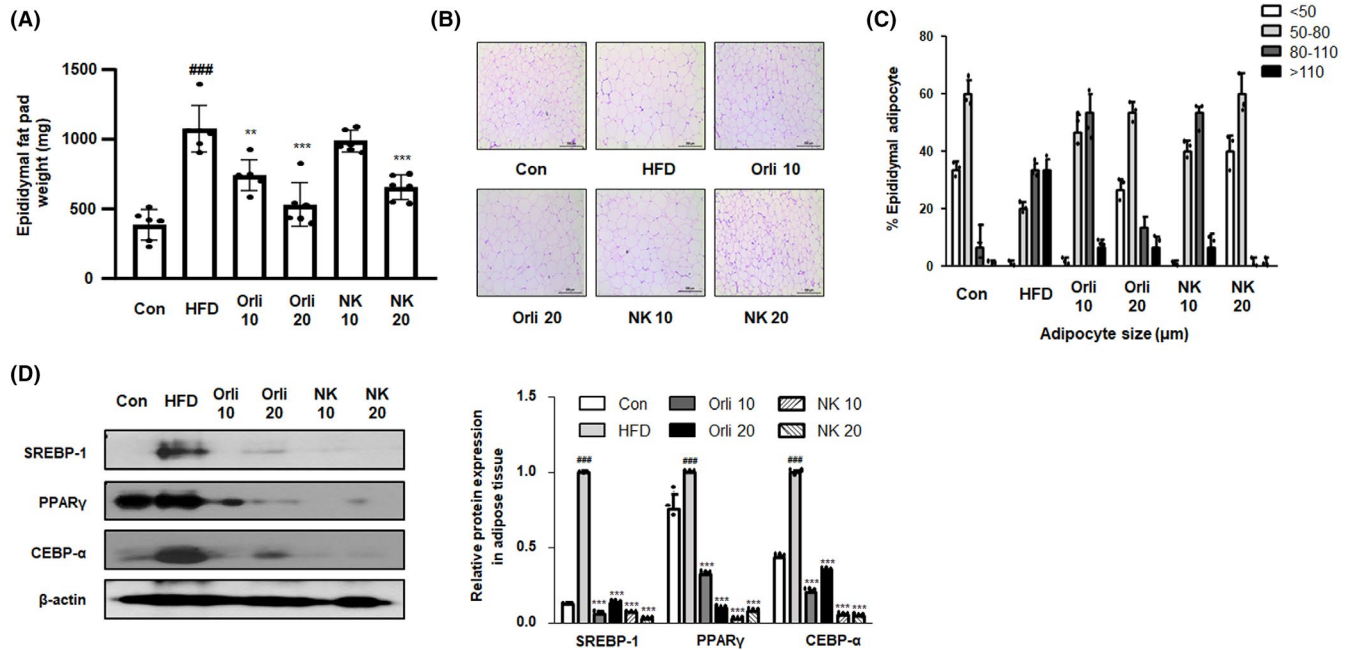 (A)
Epididymal fat pad
weight (mg)
1500
1000
500
0
###
**
***
***
Con
HFD
Orli
10
Orli
20
NK
10
NK
20
(B)
Con
HFD
Orli 10
Orli 20
NK 10
NK 20
(C)
<50
50-80
80-110
>110
% Epididymal adipocyte
80
60
40
20
0
Con
HFD
Orli
10
Orli
20
NK
10
NK
20
Adipocyte size (µm)
(D)
Con
HFD
Orli
10
Orli
20
NK
10
NK
20
SREBP-1
PPARγ
CEBP-α
β-actin
Relative protein expression
in adipose tissue
1.5
1.0
0.5
0.0
Con
Orli 10
NK 10
HFD
Orli 20
NK 20
###
***
***
***
***
###
***
***
***
***
###
***
***
***
***
SREBP-1
PPARγ
CEBP-α